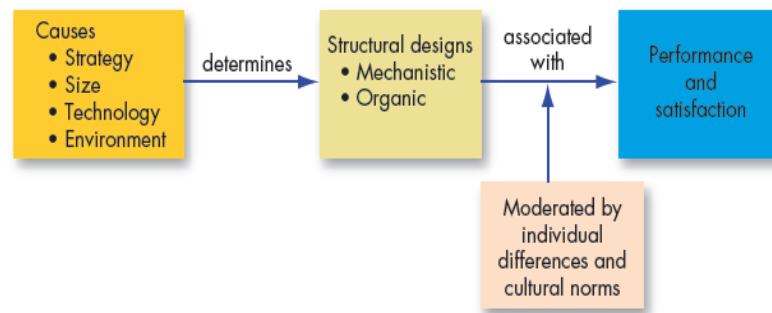 Causes
• Strategy
• Size
• Technology
• Environment
determines
Structural designs
• Mechanistic
• Organic
associated
with
Performance
and
satisfaction
Moderated by
individual
differences and
cultural norms